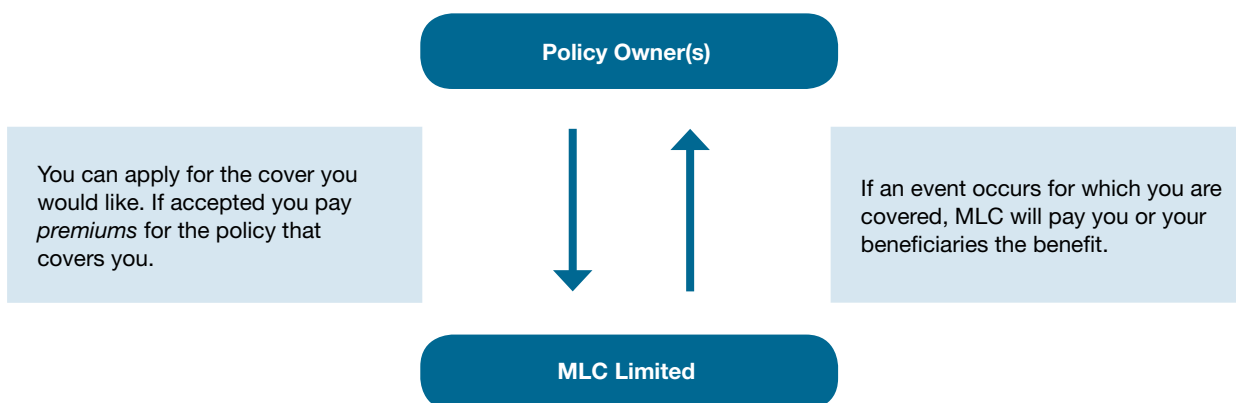 Policy Owner(s)
You can apply for the cover you
would like. If accepted you pay
premiums for the policy that
covers you.
If an event occurs for which you are
covered, MLC will pay you or your
beneficiaries the benefit.
MLC Limited